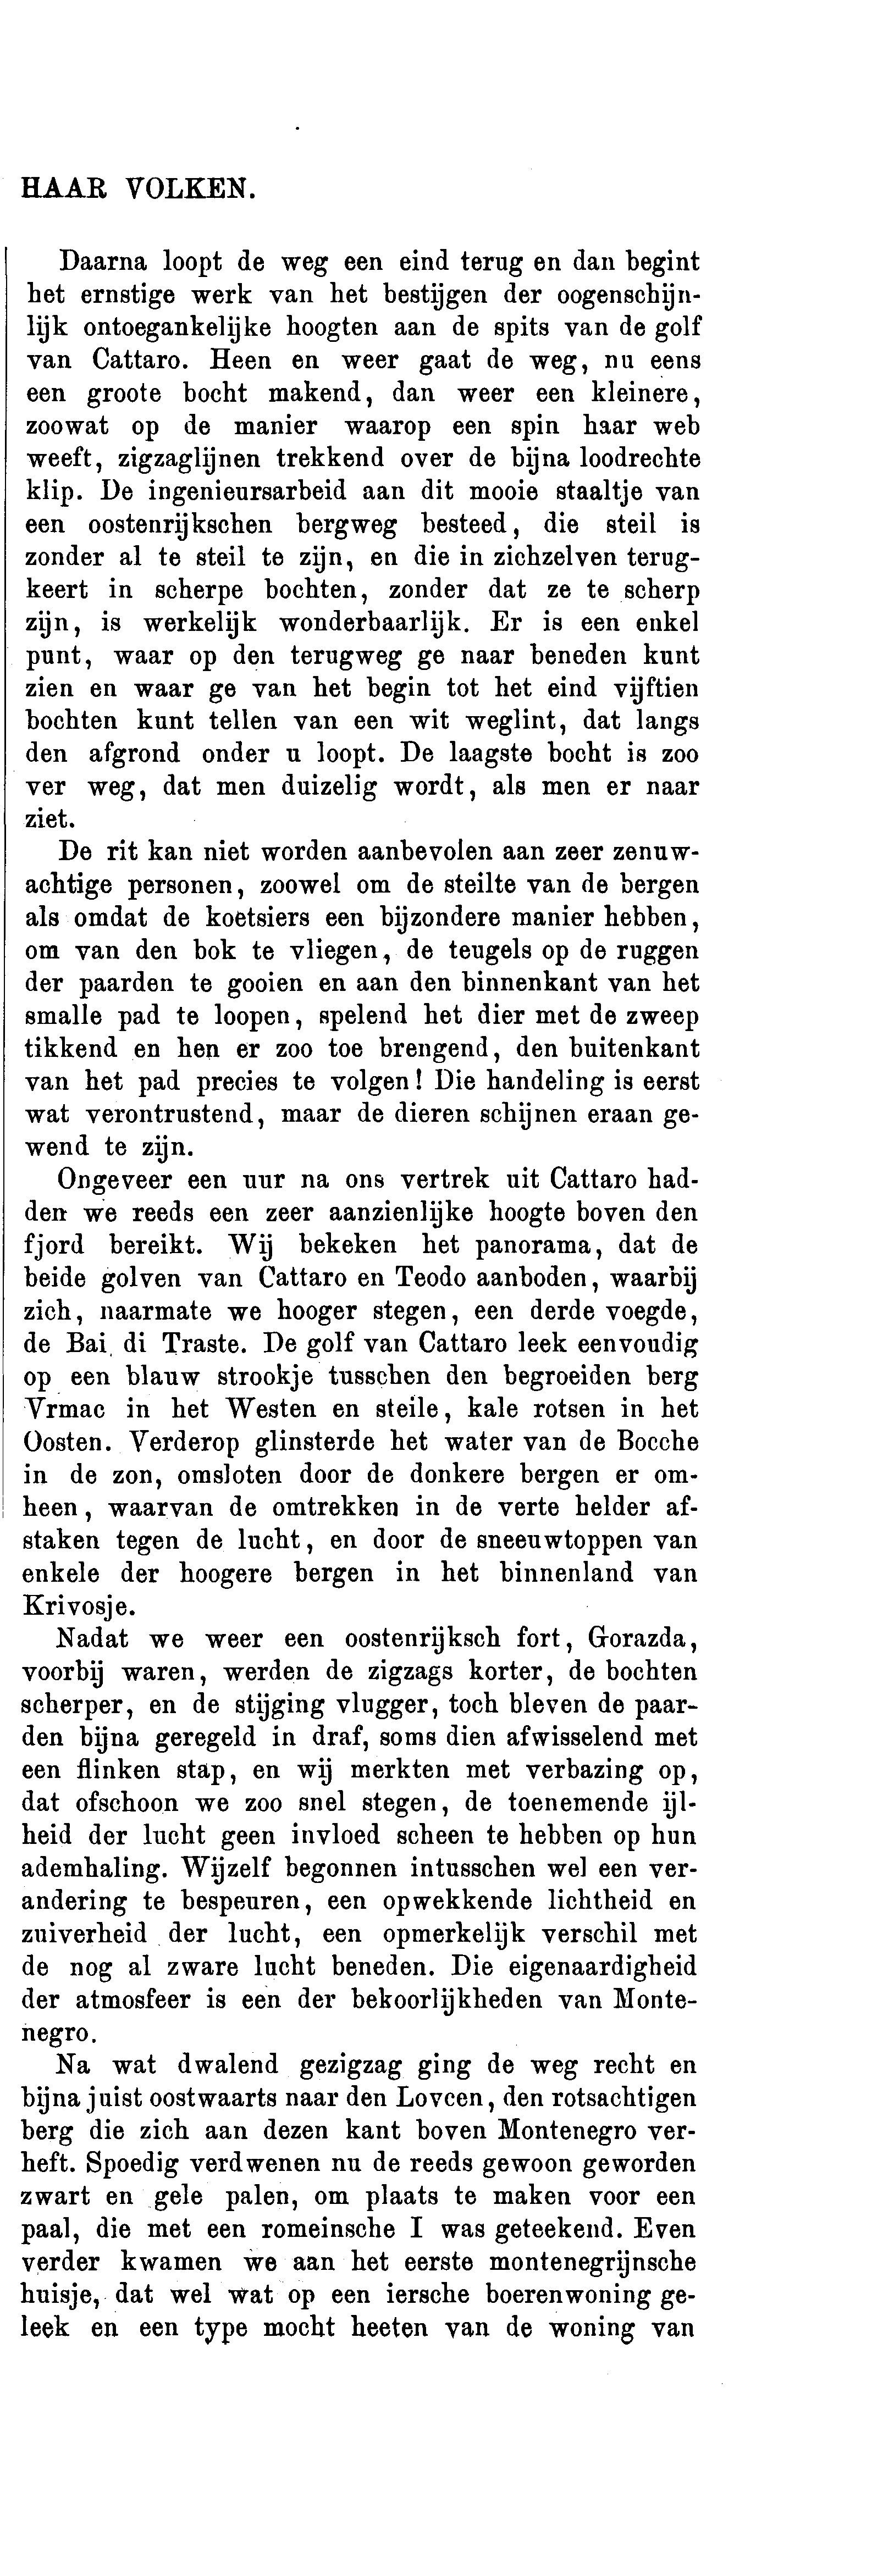 HAAR VOLKEN.
Daarna loopt de weg een eind terug en dan begint
het ernstige werk van het bestijgen der oogenschijn-
lijk ontoegankelijke hoogten aan de spits van de golf
van Cattaro. Heen en weer gaat de weg, nu eens
een groote bocht makend, dan weer een kleinere,
zoowat op de manier waarop een spin haar web
weeft, zigzaglijnen trekkend over de bijna loodrechte
klip. De ingenieursarbeid aan dit mooie staaltje van
een oostenrijkschen bergweg besteed, die steil is
zonder al te steil te zijn, en die in zichzelven terug-
keert in scherpe bochten, zonder dat ze te scherp
zijn, is werkelijk wonderbaarlijk. Er is een enkel
punt, waar op den terugweg ge naar beneden kunt
zien en waar ge van het begin tot het eind vijftien
bochten kunt tellen van een wit weglint, dat langs
den afgrond onder u loopt. De laagste bocht is zoo
ver weg, dat men duizelig wordt, als men er naar
ziet.
De rit kan niet worden aanbevolen aan zeer zenuw-
achtige personen, zoowel om de steilte van de bergen
als omdat de koetsiers een bijzondere manier hebben,
om van den bok te vliegen, de teugels op de ruggen
der paarden te gooien en aan den binnenkant van het
smalle pad te loopen, spelend het dier met de zweep
tikkend en hen er zoo toe brengend, den buitenkant
van het pad precies te volgen! Die handeling is eerst
wat verontrustend, maar de dieren schijnen eraan ge-
wend te zijn.
Ongeveer een uur na ons vertrek uit Cattaro had-
den we reeds een zeer aanzienlijke hoogte boven den
fjord bereikt. Wij bekeken het panorama, dat de
beide golven van Cattaro en Teodo aanboden, waarbij
zich, naarmate we hooger stegen, een derde voegde,
de Bai di Traste. De golf van Cattaro leek eenvoudig
op een blauw strookje tusschen den begroeiden berg
Vrmac in het Westen en steile, kale rotsen in het
Oosten. Verderop glinsterde het water van de Bocche
in de zon, omsloten door de donkere bergen er om-
heen, waarvan de omtrekken in de verte helder af-
staken tegen de lucht, en door de sneeuwtoppen van
enkele der hoogere bergen in het binnenland van
Krivosje.
Nadat we weer een oostenrijksch fort, Gorazda,
voorbij waren, werden de zigzags korter, de bochten
scherper, en de stijging vlugger, toch bleven de paar-
den bijna geregeld in draf, soms dien afwisselend met
een flinken stap, en wij merkten met verbazing op,
dat ofschoon we zoo snel stegen, de toenemende ijl-
heid der lucht geen invloed scheen te hebben op hun
ademhaling. Wijzelf begonnen intusschen wel een ver-
andering te bespeuren, een opwekkende lichtheid en
zuiverheid der lucht, een opmerkelijk verschil met
de nog al zware lucht beneden. Die eigenaardigheid
der atmosfeer is een der bekoorlijkheden van Monte-
negro.
Na wat dwalend gezigzag ging de weg recht en
bijna juist oostwaarts naar den Lovcen, den rotsachtigen
berg die zich aan dezen kant boven Montenegro ver-
heft. Spoedig verdwenen nu de reeds gewoon geworden
zwart en gele palen, om plaats te maken voor een
paal, die met een romeinsche I was geteekend. Even
verder kwamen we aan het eerste montenegrijnsche
huisje, dat wel wat op een iersche boerenwoning ge-
leek en een type mocht heeten van de woning van